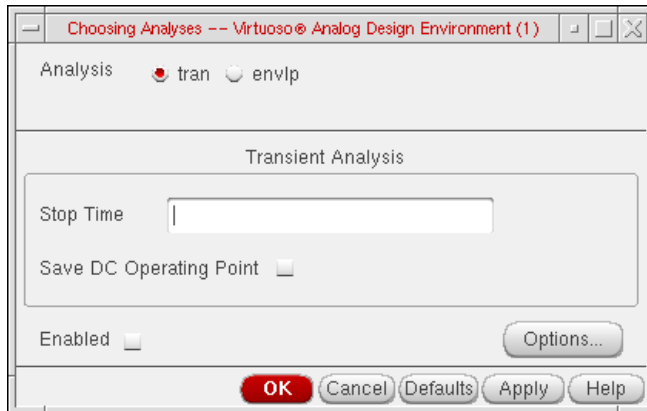 Choosing Analyses -- Virtuoso® Analog Design Environment (1)
Analysis tran envlp
Transient Analysis
Stop Time
Save DC Operating Point
Enabled Options...
OK Cancel Defaults Apply Help